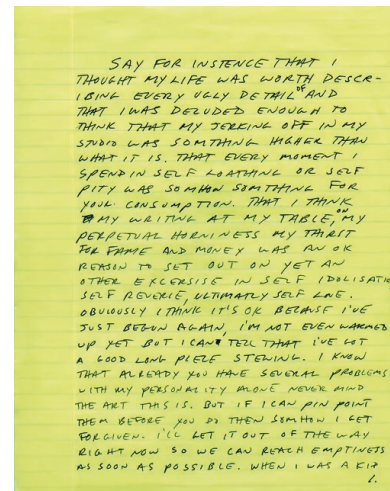 SAY FOR INSTENCE THAT I
THOUGHT MY LIFE WAS WORTH DESCR-
IBING EVERY UGLY DETAIL OF AND
THAT I WAS DELUDED ENOUGH TO
THINK THAT MY JERKING OFF IN MY
STUDIO WAS SOMTHING HIGHER THAN
WHAT IT IS. THAT EVERY MOMENT I
SPEND IN SELF LOATHING OR SELF
PITY WAS SOMHOW SOMTHING FOR
YOUR CONSUMPTION. THAT I THINK
MY WRITING AT MY TABLE, OR
PERPETUAL HORNINESS MY THIRST
FOR FAME AND MONEY WAS AN OK
REASON TO SET OUT ON YET AN
OTHER EXCERSISE IN SELF IDOLISATIO
SELF REVERIE, ULTIMATLY SELF LOVE.
OBVIOUSLY I THINK IT'S OK BECAUSE I'VE
JUST BEGUN AGAIN, I'M NOT EVEN WARMED
UP YET BUT I CAN TELL THAT I'VE GOT
A GOOD LONG PIECE STEWING. I KNOW
THAT ALREADY YOU HAVE SEVERAL PROBLEMS
WITH MY PERSONALITY ALONE NEVER MIND
THE ART THIS IS. BUT IF I CAN PIN POINT
THEM BEFORE YOU DO THEN SOMHOW I GET
FORGIVEN. I'LL GET IT OUT OF THE WAY
RIGHT NOW SO WE CAN REACH EMPTINESS
AS SOON AS POSSIBLE. WHEN I WAS A KID
1.